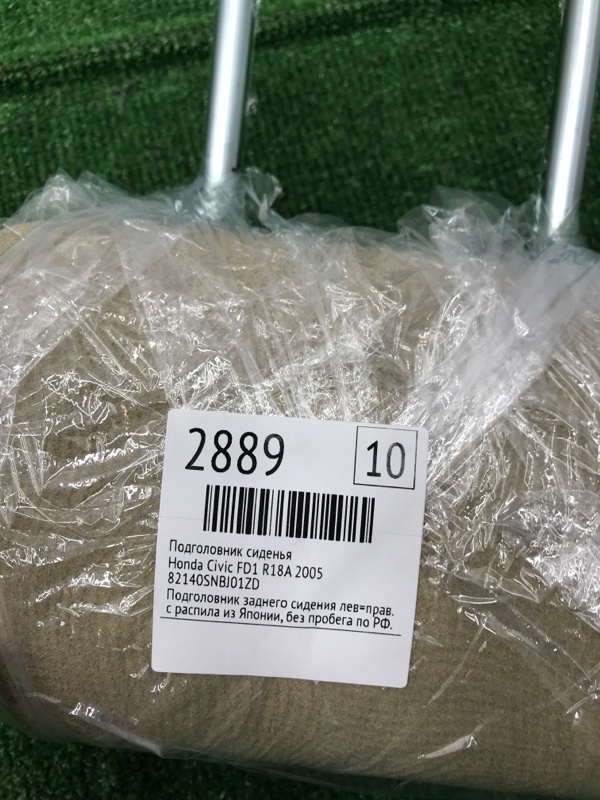 2889
10
Подголовник сиденья
Honda Civic FD1 R18A 2005
82140SNBJ01ZD
Подголовник заднего сидения лев=прав.
с распила из Японии, без пробега по РФ.